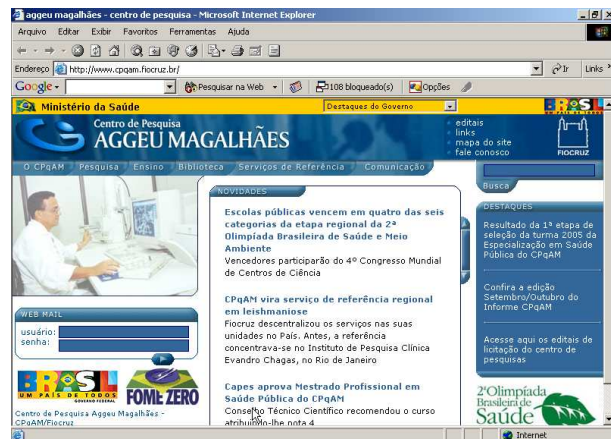 aggeu magalhães - centro de pesquisa - Microsoft Internet Explorer
Arquivo Editar Exibir Favoritos Ferramentas Ajuda
Endereço http://www.cpqam.fiocruz.br/ Ir Links »
Google Pesquisar na Web 108 bloqueado(s) Opções
Ministério da Saúde
Destaques do Governo
BRASIL
UM PAÍS DE TODOS
Centro de Pesquisa
AGGEU MAGALHÃES
editais
links
mapa do site
fale conosco
FIOCRUZ
O CPqAM Pesquisa Ensino Biblioteca Serviços de Referência Comunicação
Busca
NOVIDADES
Escolas públicas vencem em quatro das seis
categorias da etapa regional da 2ª
Olimpíada Brasileira de Saúde e Meio
Ambiente
Vencedores participarão do 4º Congresso Mundial
de Centros de Ciência
CPqAM vira serviço de referência regional
em leishmaniose
Fiocruz descentralizou os serviços nas suas
unidades no País. Antes, a referência
concentrava-se no Instituto de Pesquisa Clínica
Evandro Chagas, no Rio de Janeiro
Capes aprova Mestrado Profissional em
Saúde Pública do CPqAM
Conselho Técnico Científico recomendou o curso
atribuindo-lhe nota 4
DESTAQUES
Resultado da 1ª etapa de
seleção da turma 2005 da
Especialização em Saúde
Pública do CPqAM
Confira a edição
Setembro/Outubro do
Informe CPqAM
Acesse aqui os editais de
licitação do centro de
pesquisas
2ª Olimpíada
Brasileira de
Saúde
WEB MAIL
usuário:
senha:
BRASIL
UM PAÍS DE TODOS
GOVERNO FEDERAL
FOME ZERO
Centro de Pesquisa Aggeu Magalhães -
CPqAM/Fiocruz
Internet